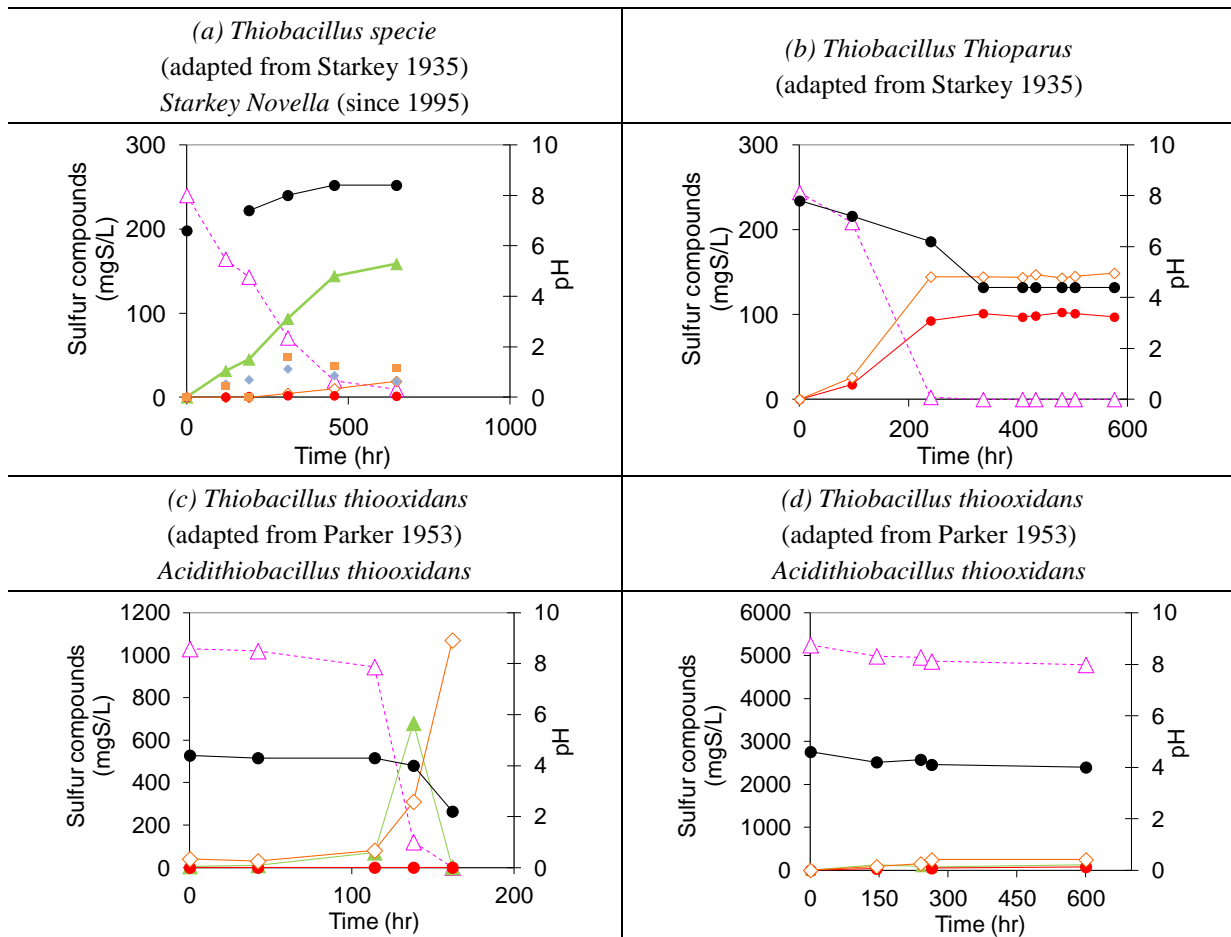 (a) Thiobacillus specie
(adapted from Starkey 1935)
Starkey Novella (since 1995)
(b) Thiobacillus Thioparus
(adapted from Starkey 1935)
300
200
100
0
Sulfur compounds
(mgS/L)
10
8
6
4
2
0
pH
0
500
1000
Time (hr)
300
200
100
0
Sulfur compounds
(mgS/L)
10
8
6
4
2
0
pH
0
200
400
600
Time (hr)
(c) Thiobacillus thiooxidans
(adapted from Parker 1953)
Acidithiobacillus thiooxidans
(d) Thiobacillus thiooxidans
(adapted from Parker 1953)
Acidithiobacillus thiooxidans
1200
1000
800
600
400
200
0
Sulfur compounds
(mgS/L)
10
8
6
4
2
0
pH
0
100
200
Time (hr)
6000
5000
4000
3000
2000
1000
0
Sulfur compounds
(mgS/L)
10
8
6
4
2
0
pH
0
150
300
450
600
Time (hr)